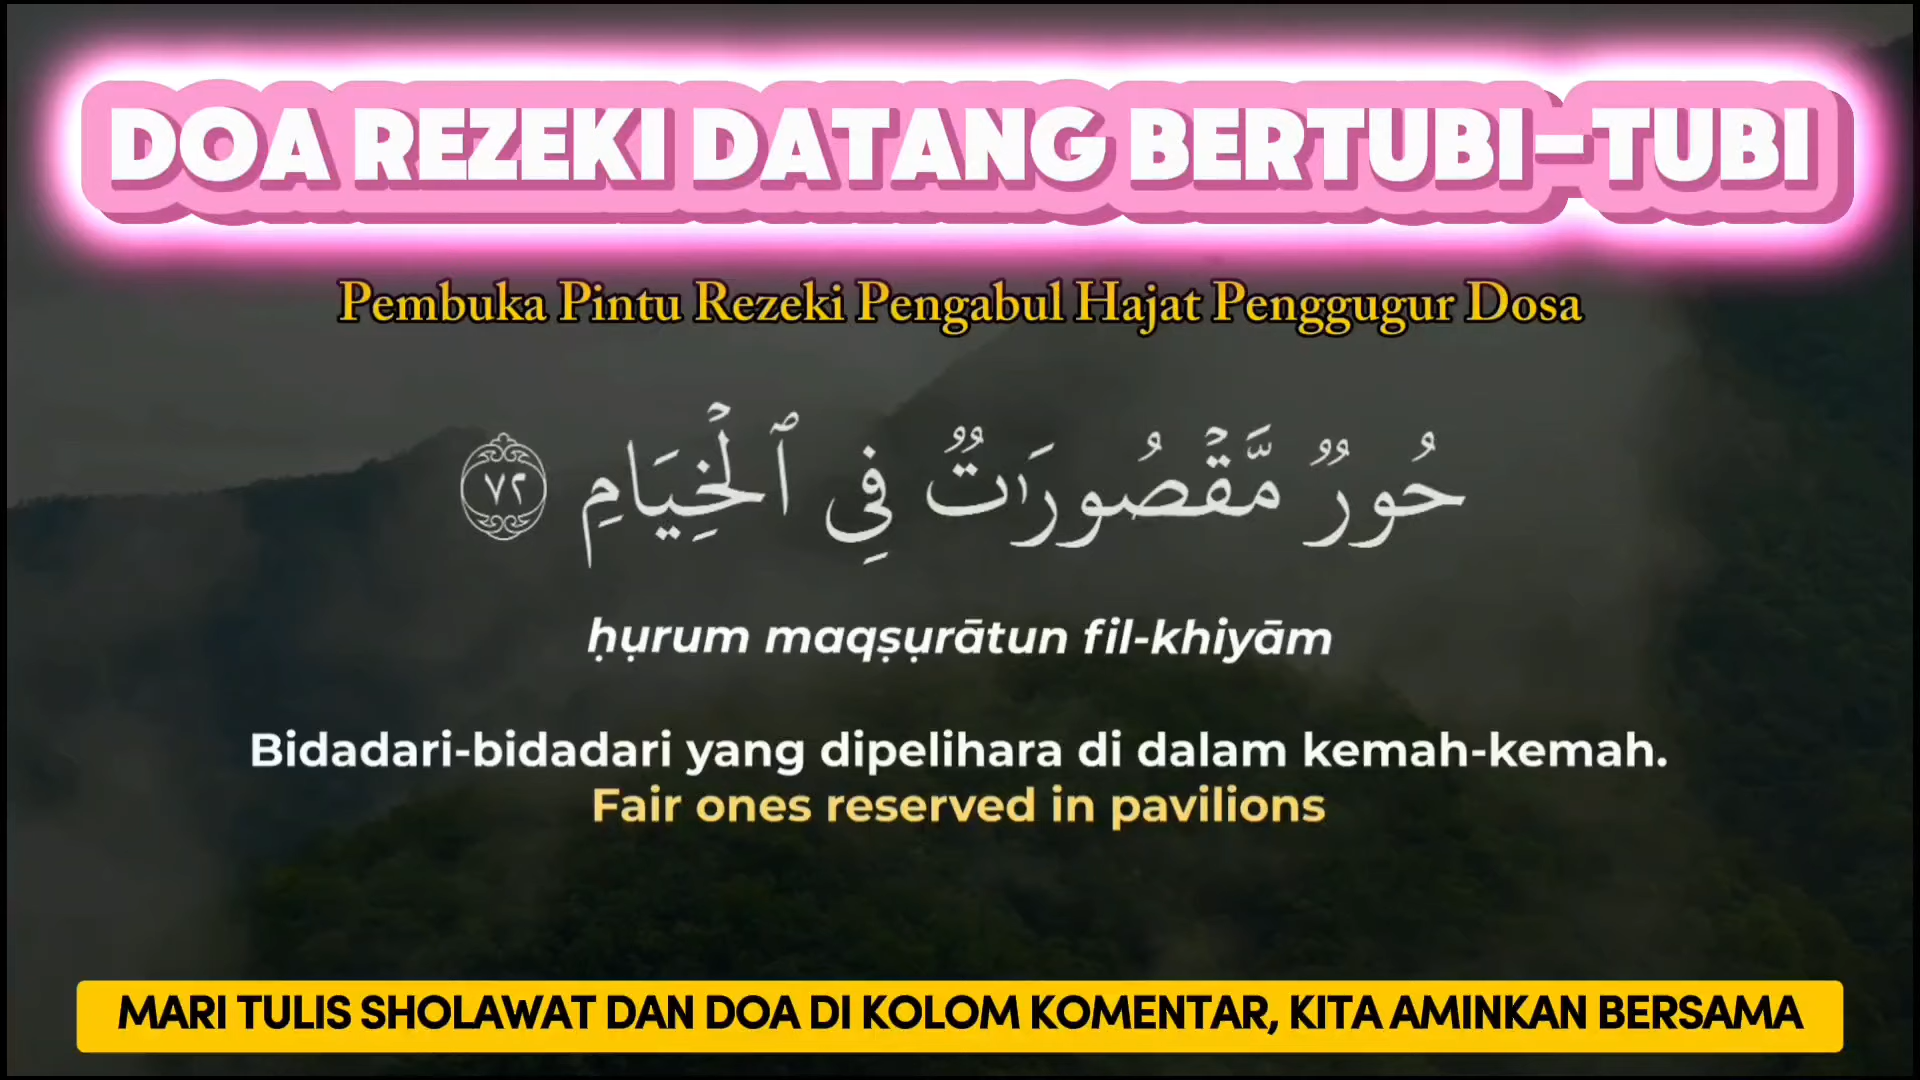 DOA REZEKI DATANG BERTUBI-TUBI
Pembuka Pintu Rezeki Pengabul Hajat Penggugur Dosa
حُورٌ مَّقْصُورَٰتٌ فِى ٱلْخِيَامِ ٧٢
ḥụrum maqṣụrātun fil-khiyām
Bidadari-bidadari yang dipelihara di dalam kemah-kemah.
Fair ones reserved in pavilions
MARI TULIS SHOLAWAT DAN DOA DI KOLOM KOMENTAR, KITA AMINKAN BERSAMA